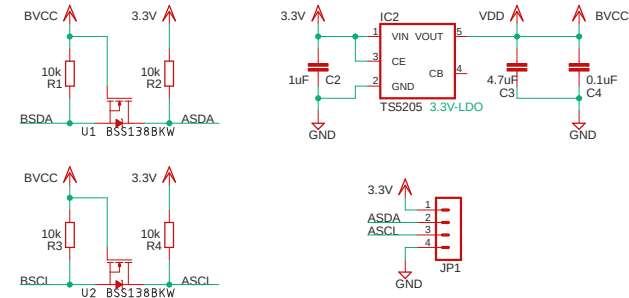 BVCC 3.3V
10k 10k
R1 R2
BSDA ASDA
U1 BSS138BKW
BVCC 3.3V
10k 10k
R3 R4
BSCL ASCL
U2 BSS138BKW
3.3V IC2 VDD BVCC
1 VIN VOUT 5
3 CE
2 GND CB 4
1uF C2
4.7uF C3
0.1uF C4
TS5205 3.3V-LDO
GND GND
3.3V
1
ASDA 2
ASCL 3
4
GND JP1